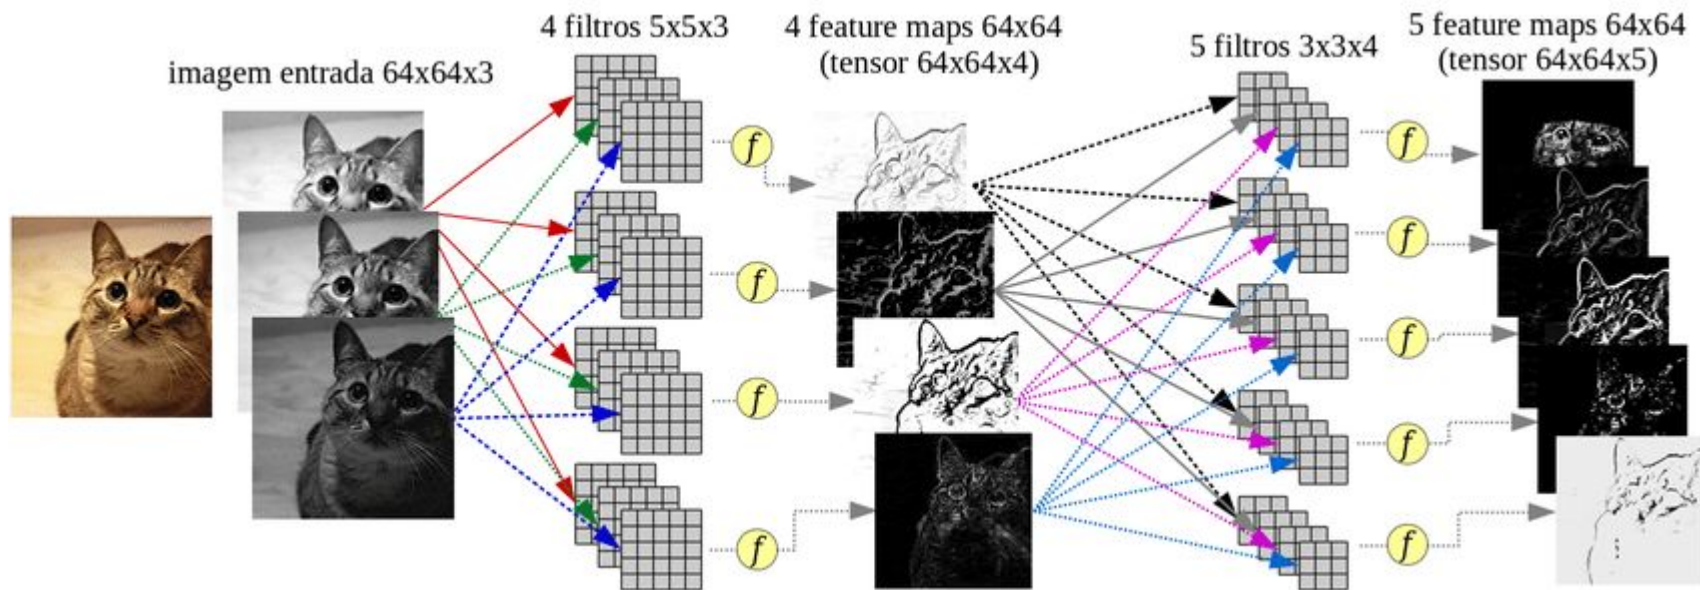 imagem entrada 64x64x3
4 filtros 5x5x3
4 feature maps 64x64
(tensor 64x64x4)
5 filtros 3x3x4
5 feature maps 64x64
(tensor 64x64x5)
f
f
f
f
f
f
f
f
f